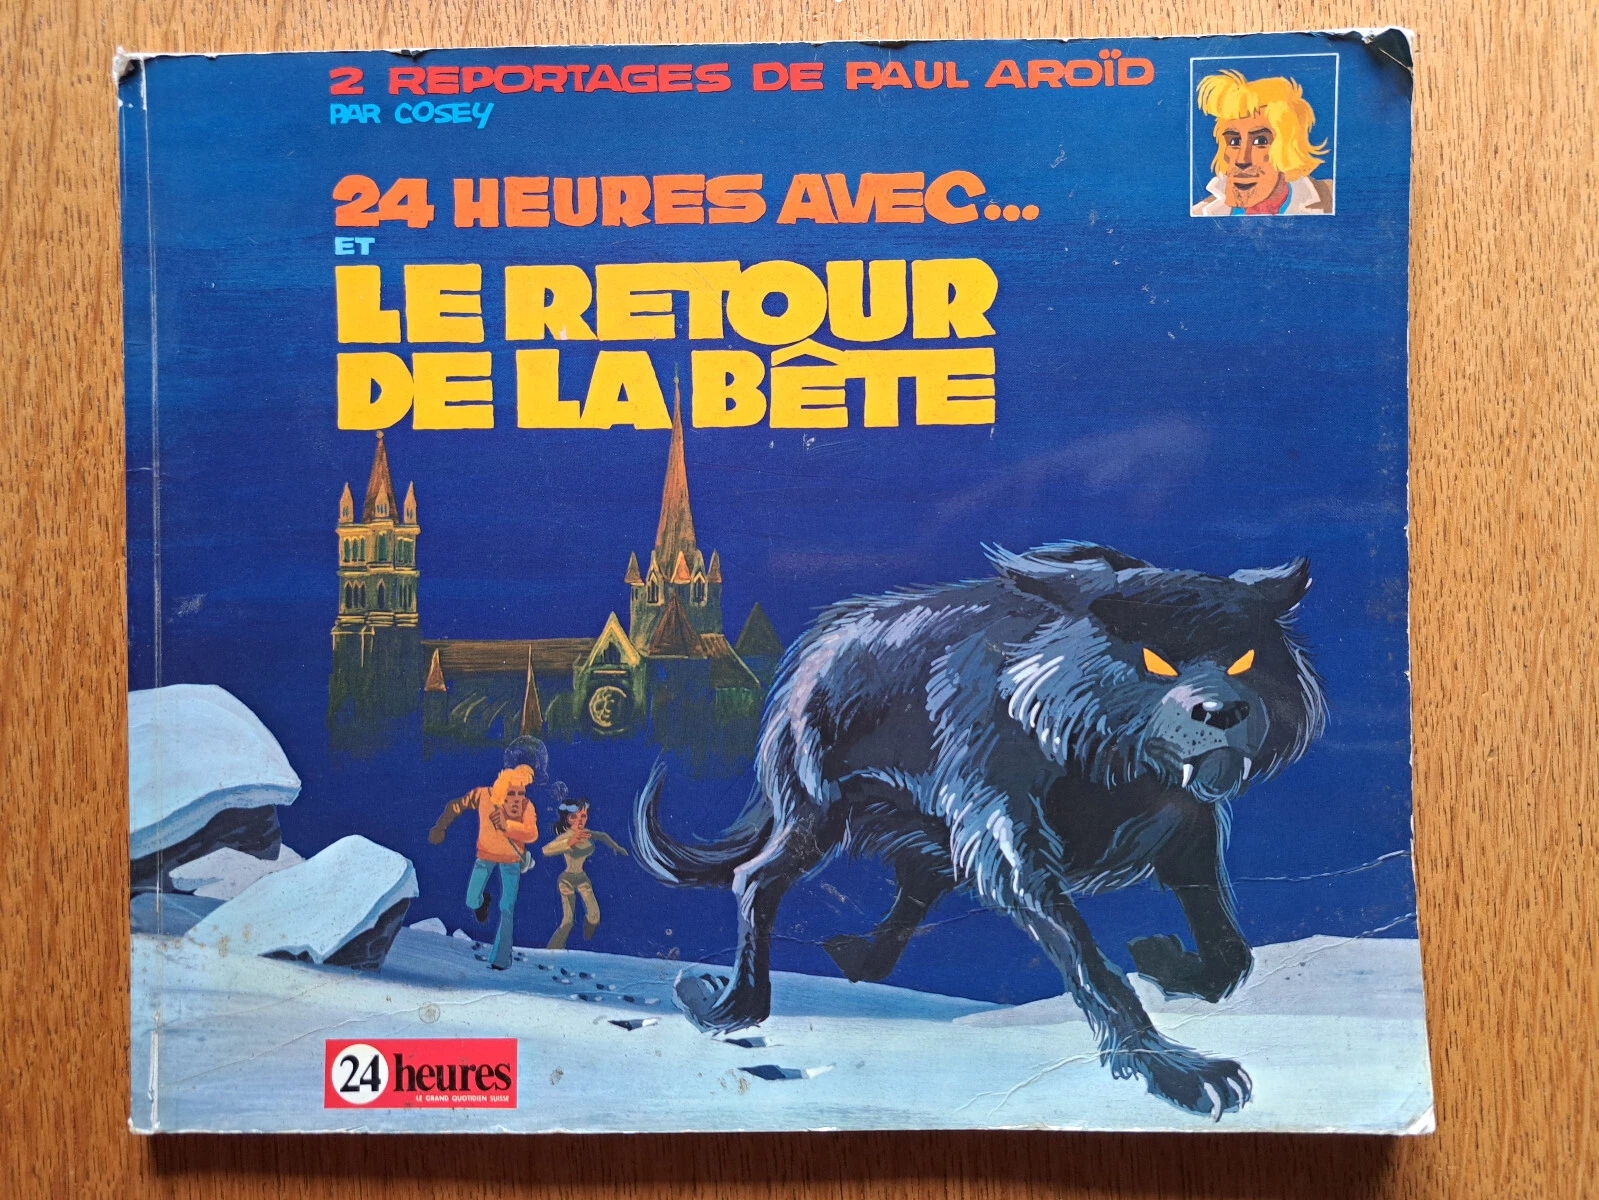 2 REPORTAGES DE PAUL AROÏD
PAR COSEY
24 HEURES AVEC...
ET
LE RETOUR
DE LA BÊTE
24 heures
LE GRAND QUOTIDIEN SUISSE